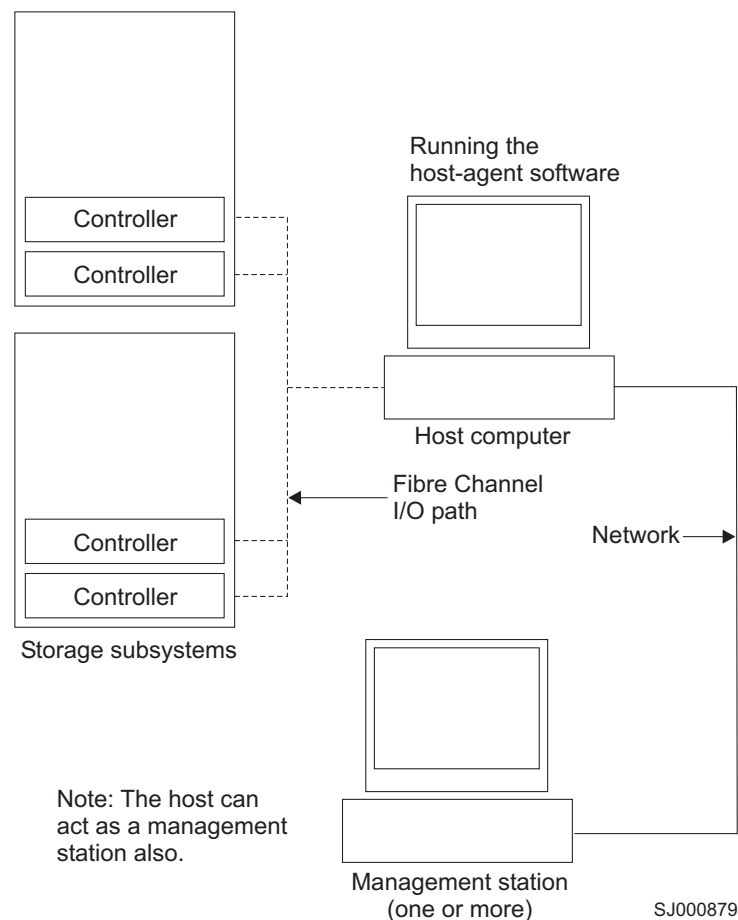 Running the
host-agent software
Controller
Controller
Host computer
Fibre Channel
I/O path
Network
Controller
Controller
Storage subsystems
Note: The host can
act as a management
station also.
Management station
(one or more)
SJ000879